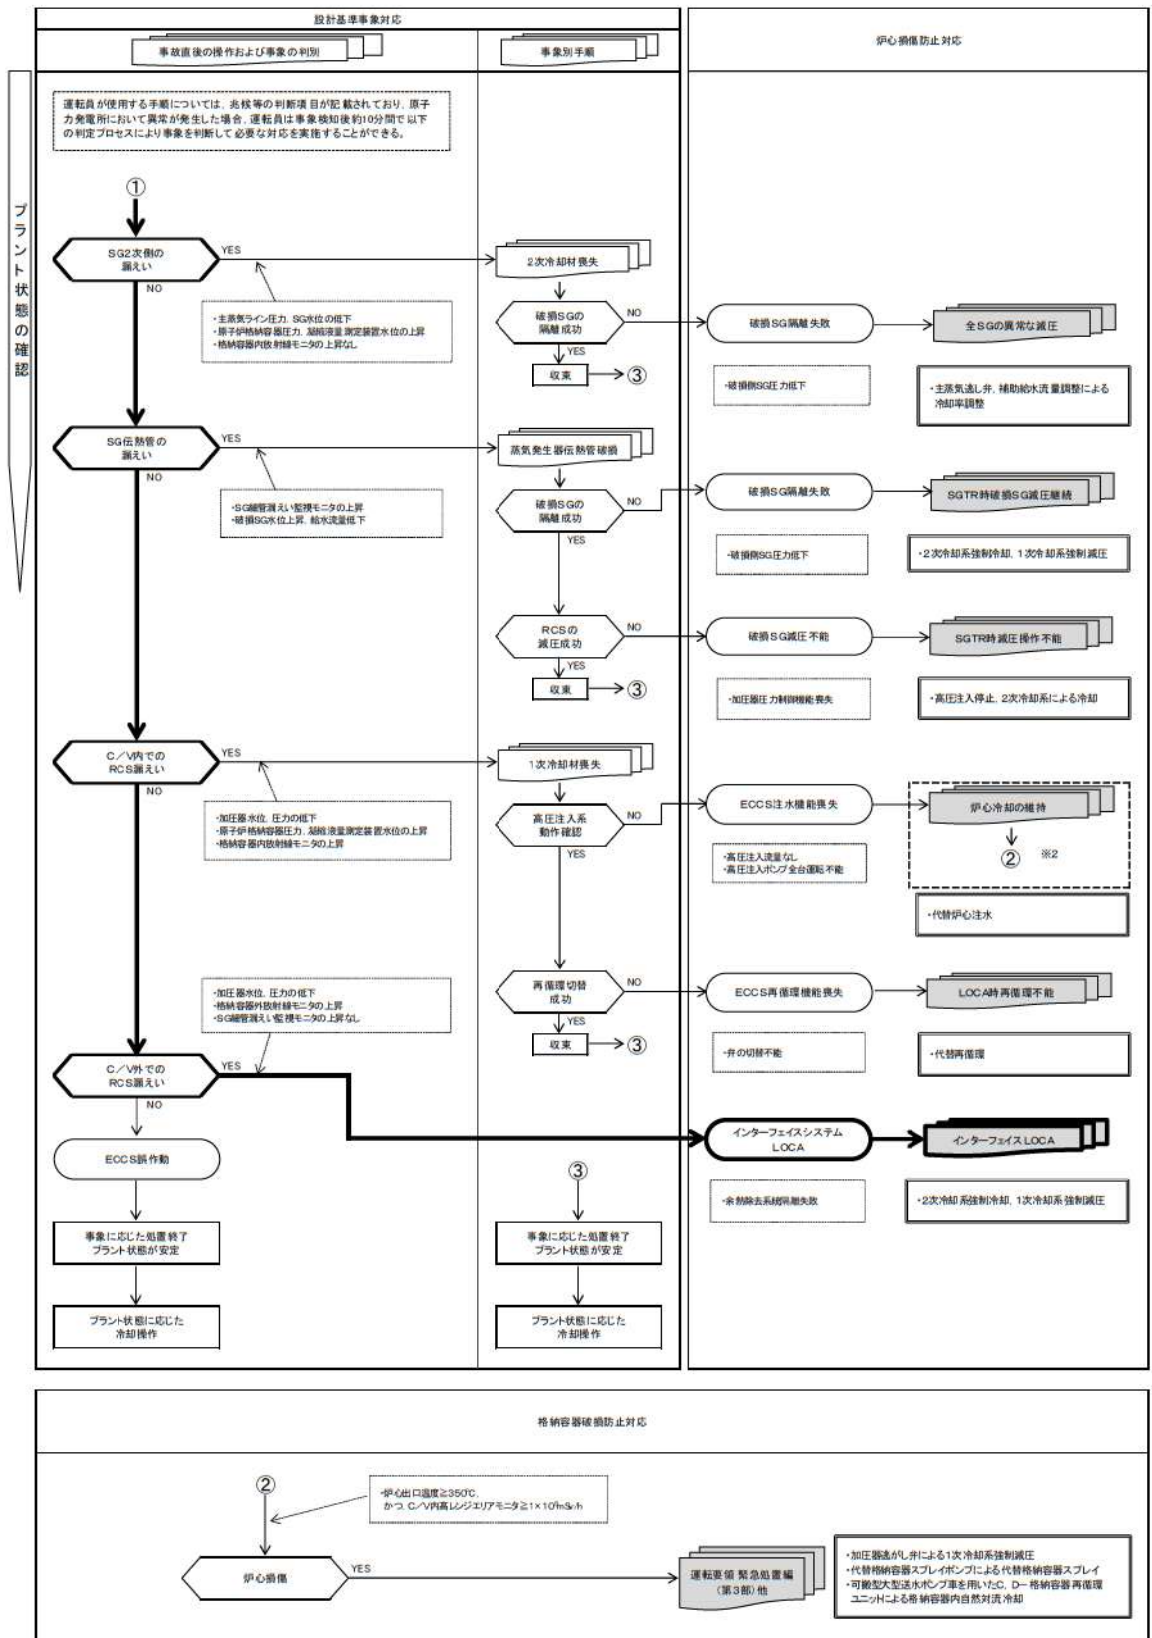 設計基準事象対応
事故直後の操作および事象の判別
事象別手順
炉心損傷防止対応
プラント状態の確認
運転員が使用する手順については、兆候等の判断項目が記載されており、原子
力発電所において異常が発生した場合、運転員は事象検知後約10分間で以下
の判定プロセスにより事象を判断して必要な対応を実施することができる。
①
SG2次側の
漏えい
YES
NO
・主蒸気ライン圧力、SG水位の低下
・原子炉格納容器圧力、凝縮液量測定装置水位の上昇
・格納容器内放射線モニタの上昇なし
2次冷却材喪失
破損SGの
隔離成功
NO
YES
収束
③
破損SG隔離失敗
全SGの異常な減圧
・破損側SG圧力低下
・主蒸気逃し弁、補助給水流量調整による
冷却率調整
SG伝熱管の
漏えい
YES
NO
・SG細管漏えい監視モニタの上昇
・破損SG水位上昇、給水流量低下
蒸気発生器伝熱管破損
破損SGの
隔離成功
NO
YES
破損SG隔離失敗
SGTR時破損SG減圧継続
・破損側SG圧力低下
・2次冷却系強制冷却、1次冷却系強制減圧
RCSの
減圧成功
NO
YES
収束
③
破損SG減圧不能
SGTR時減圧操作不能
・加圧器圧力制御機能喪失
・高圧注入停止、2次冷却系による冷却
C/V内での
RCS漏えい
YES
NO
・加圧器水位、圧力の低下
・原子炉格納容器圧力、凝縮液量測定装置水位の上昇
・格納容器内放射線モニタの上昇
1次冷却材喪失
高圧注入系
動作確認
NO
YES
ECCS注水機能喪失
炉心冷却の維持
② ※2
・高圧注入流量なし
・高圧注入ポンプ全台運転不能
・代替炉心注水
・加圧器水位、圧力の低下
・格納容器外放射線モニタの上昇
・SG細管漏えい監視モニタの上昇なし
再循環切替
成功
NO
YES
収束
③
ECCS再循環機能喪失
LOCA時再循環不能
・弁の切替不能
・代替再循環
C/V外での
RCS漏えい
YES
NO
インターフェイスシステム
LOCA
インターフェイスLOCA
・余熱除去系統隔離失敗
・2次冷却系強制冷却、1次冷却系強制減圧
ECCS誤作動
事象に応じた処置終了
プラント状態が安定
プラント状態に応じた
冷却操作
③
事象に応じた処置終了
プラント状態が安定
プラント状態に応じた
冷却操作
格納容器破損防止対応
②
・炉心出口温度≧350℃、
かつ、C/V内高レンジエリアモニタ≧1×10⁵mSv/h
炉心損傷
YES
運転要領 緊急処置編
(第3部)他
・加圧器逃がし弁による1次冷却系強制減圧
・代替格納容器スプレイポンプによる代替格納容器スプレイ
・可搬型大型送水ポンプ車を用いたC、D-格納容器再循環
ユニットによる格納容器内自然対流冷却